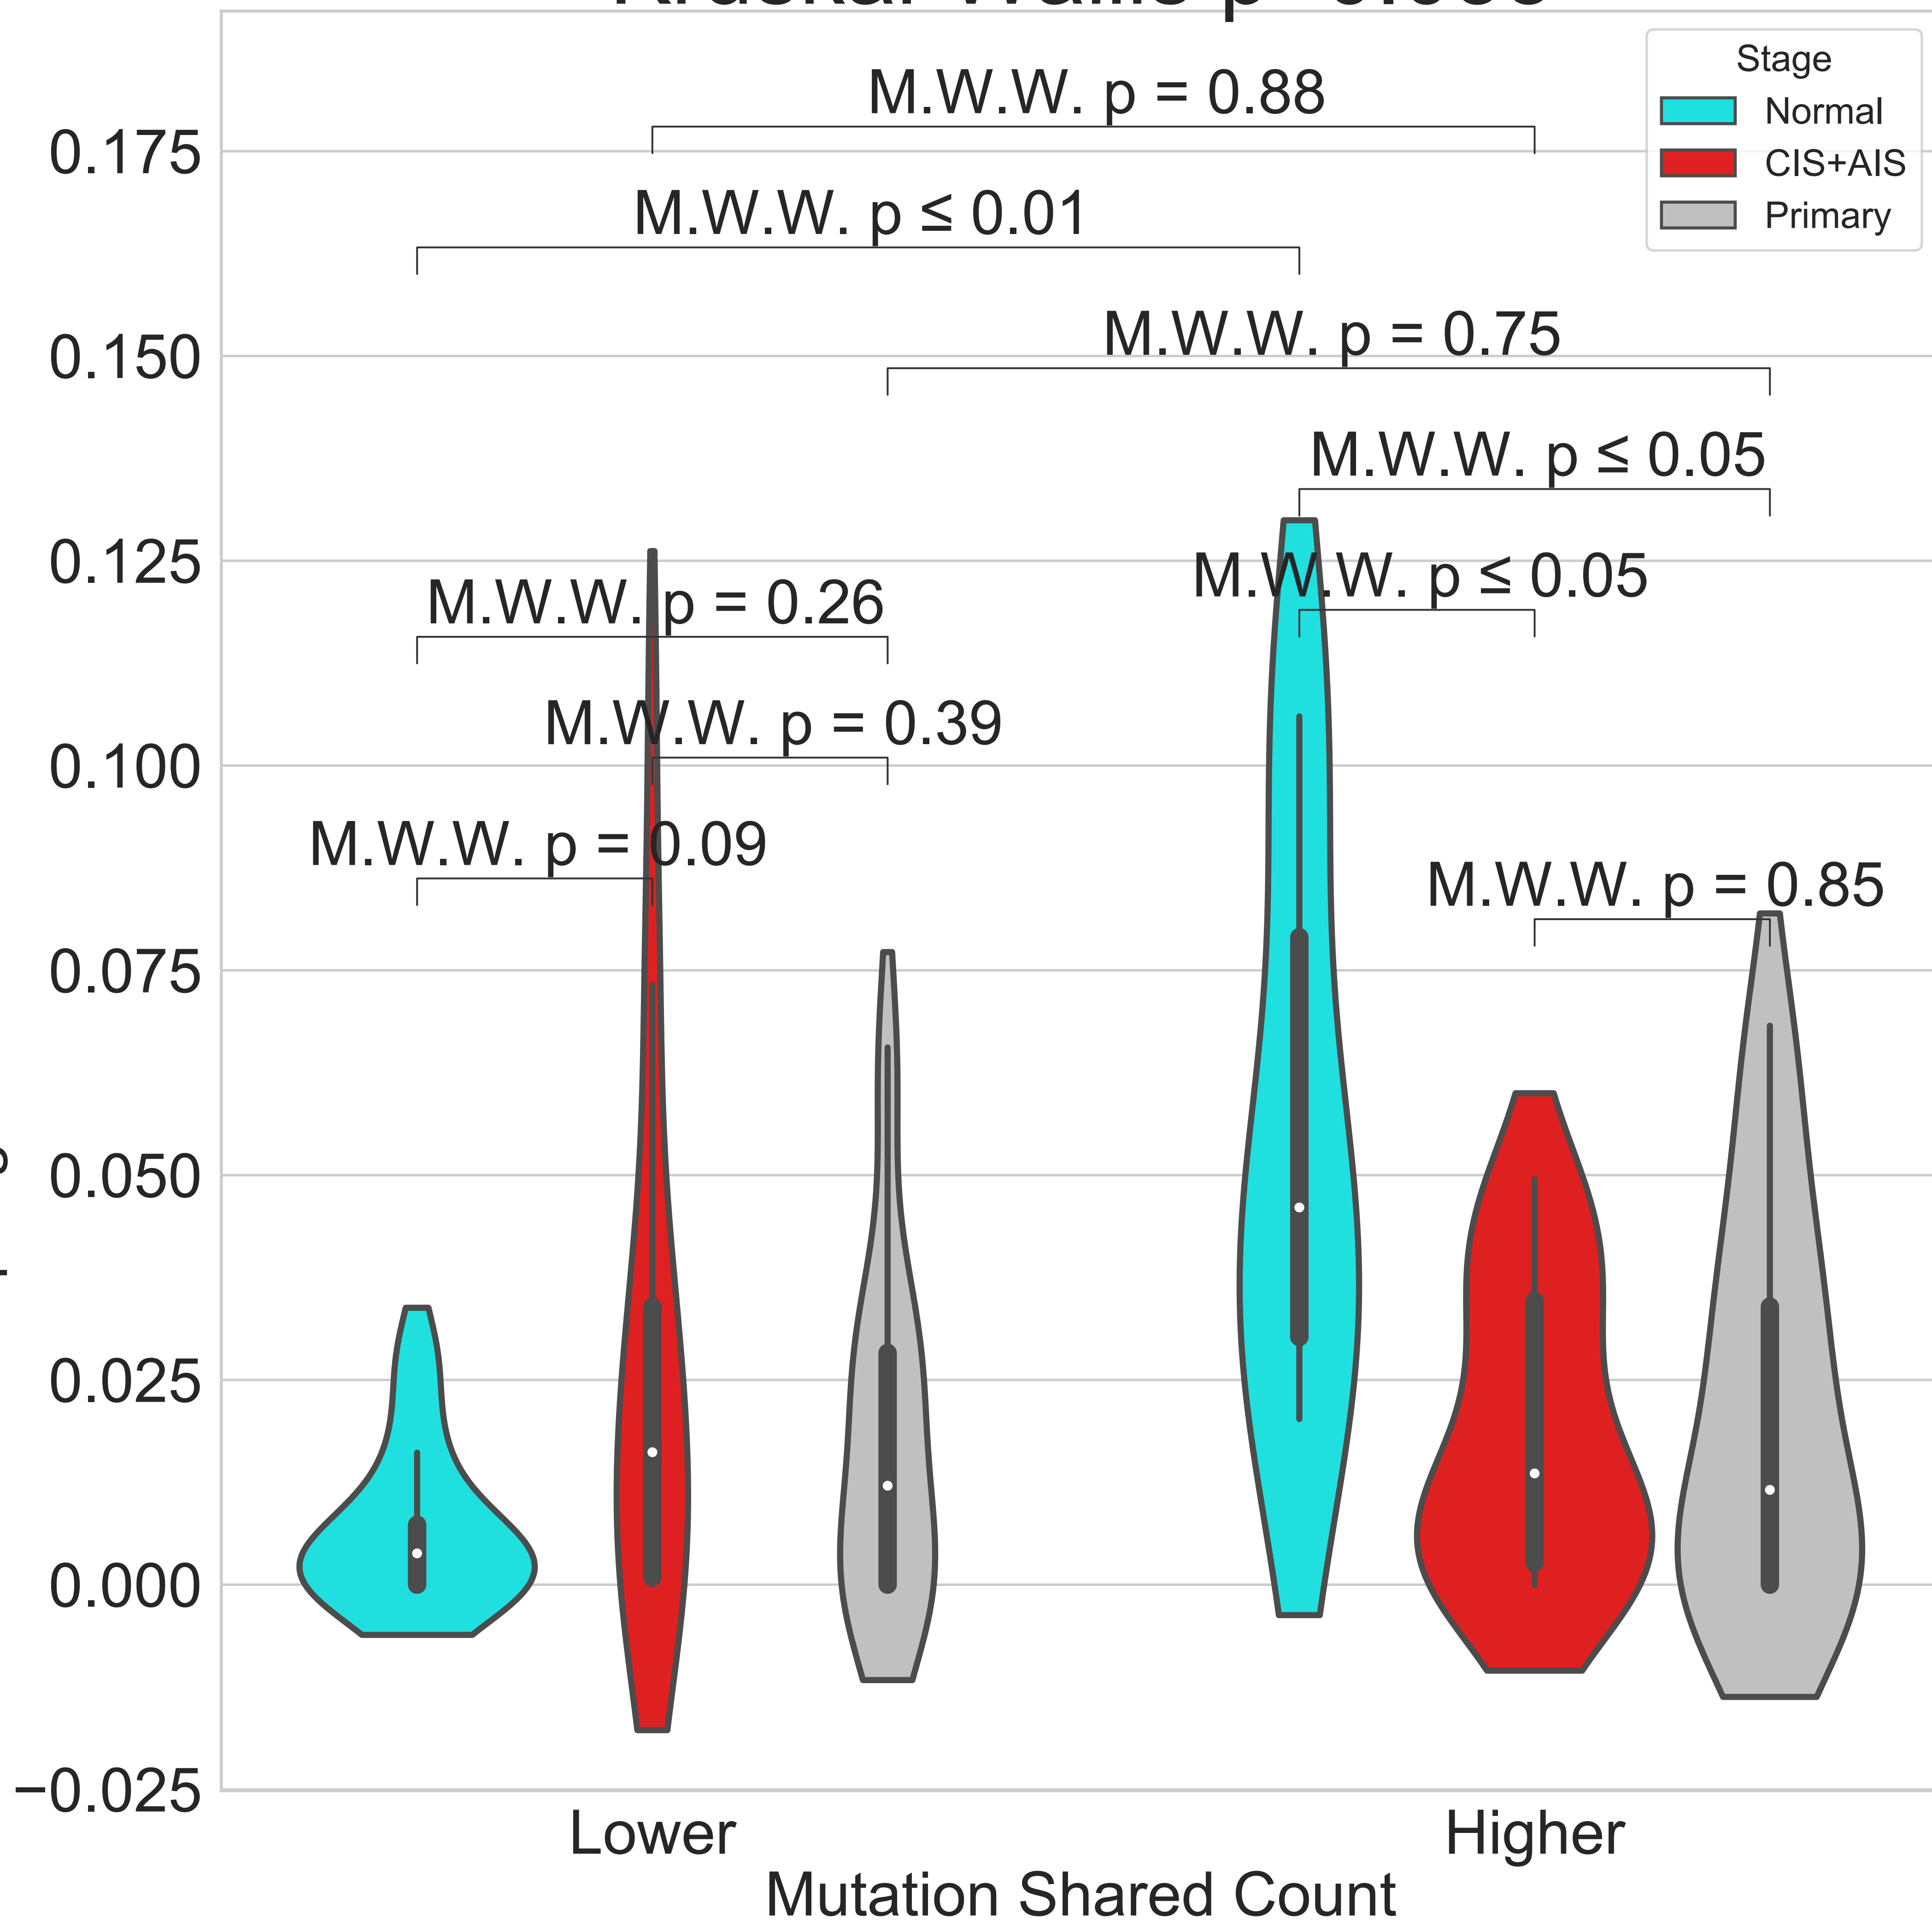 Stage
Normal
CIS+AIS
Primary
M.W.W. p = 0.88
M.W.W. p ≤ 0.01
M.W.W. p = 0.75
M.W.W. p ≤ 0.05
M.W.W. p ≤ 0.05
M.W.W. p = 0.26
M.W.W. p = 0.39
M.W.W. p = 0.09
M.W.W. p = 0.85
0.175
0.150
0.125
0.100
0.075
0.050
0.025
0.000
−0.025
Lower
Higher
Mutation Shared Count